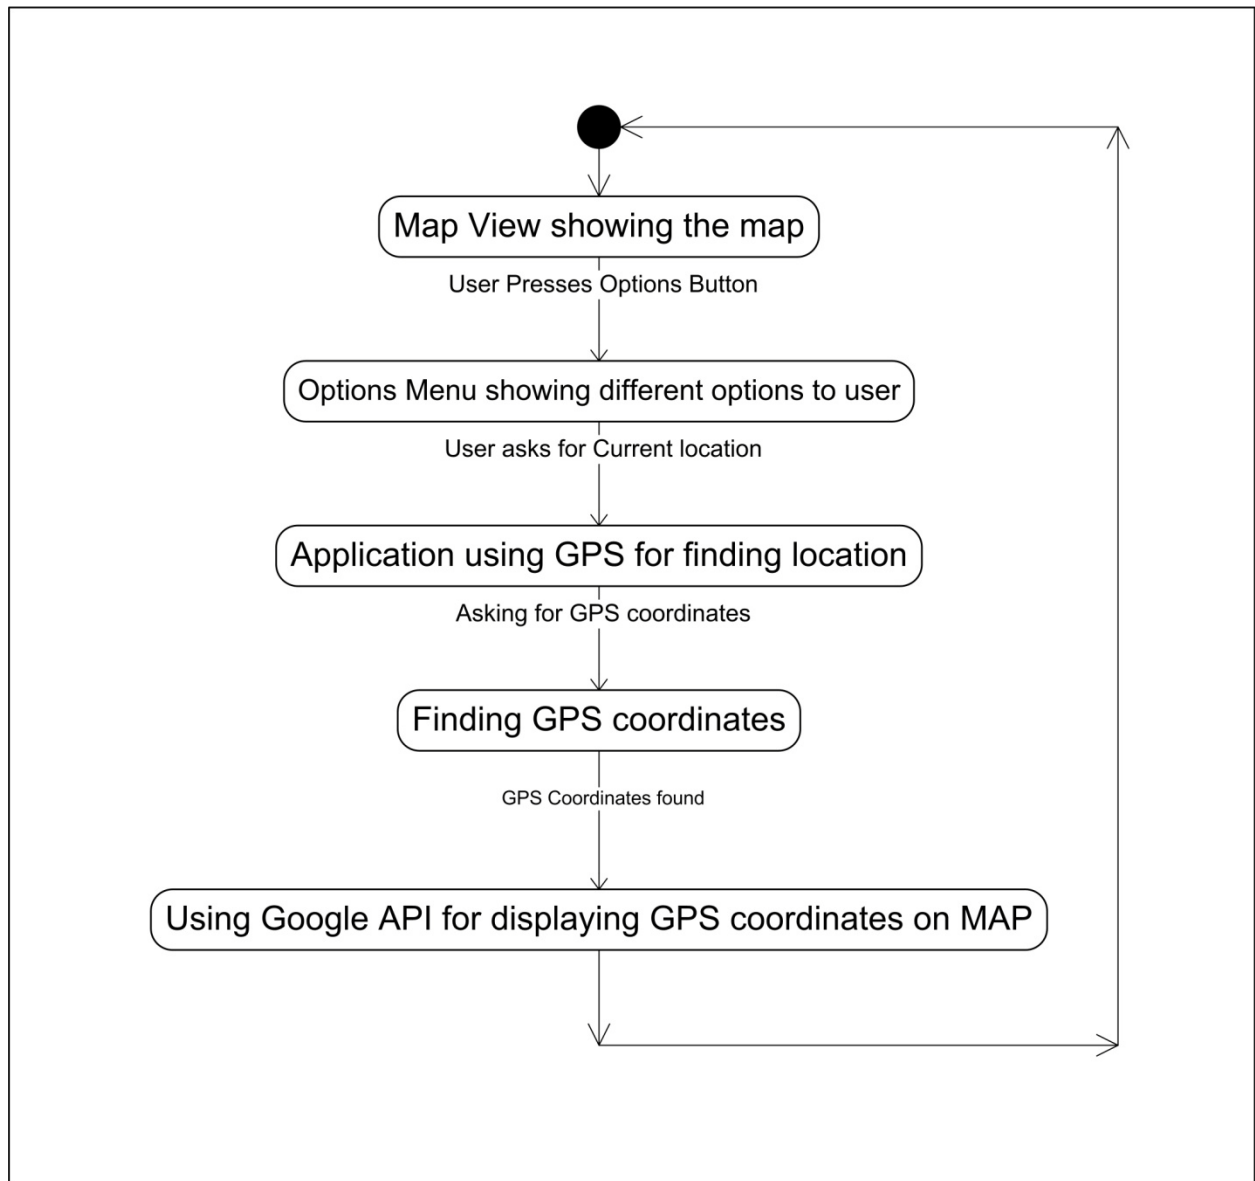 Map View showing the map
User Presses Options Button
Options Menu showing different options to user
User asks for Current location
Application using GPS for finding location
Asking for GPS coordinates
Finding GPS coordinates
GPS Coordinates found
Using Google API for displaying GPS coordinates on MAP